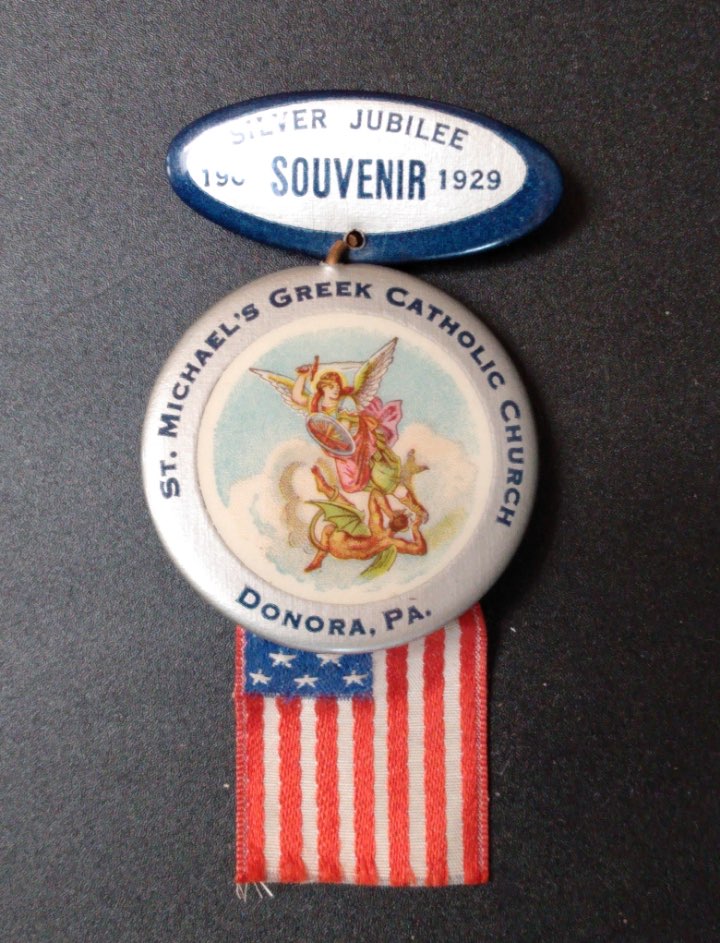 SILVER JUBILEE
SOUVENIR 1929
ST. MICHAEL'S GREEK CATHOLIC CHURCH
DONORA, PA.